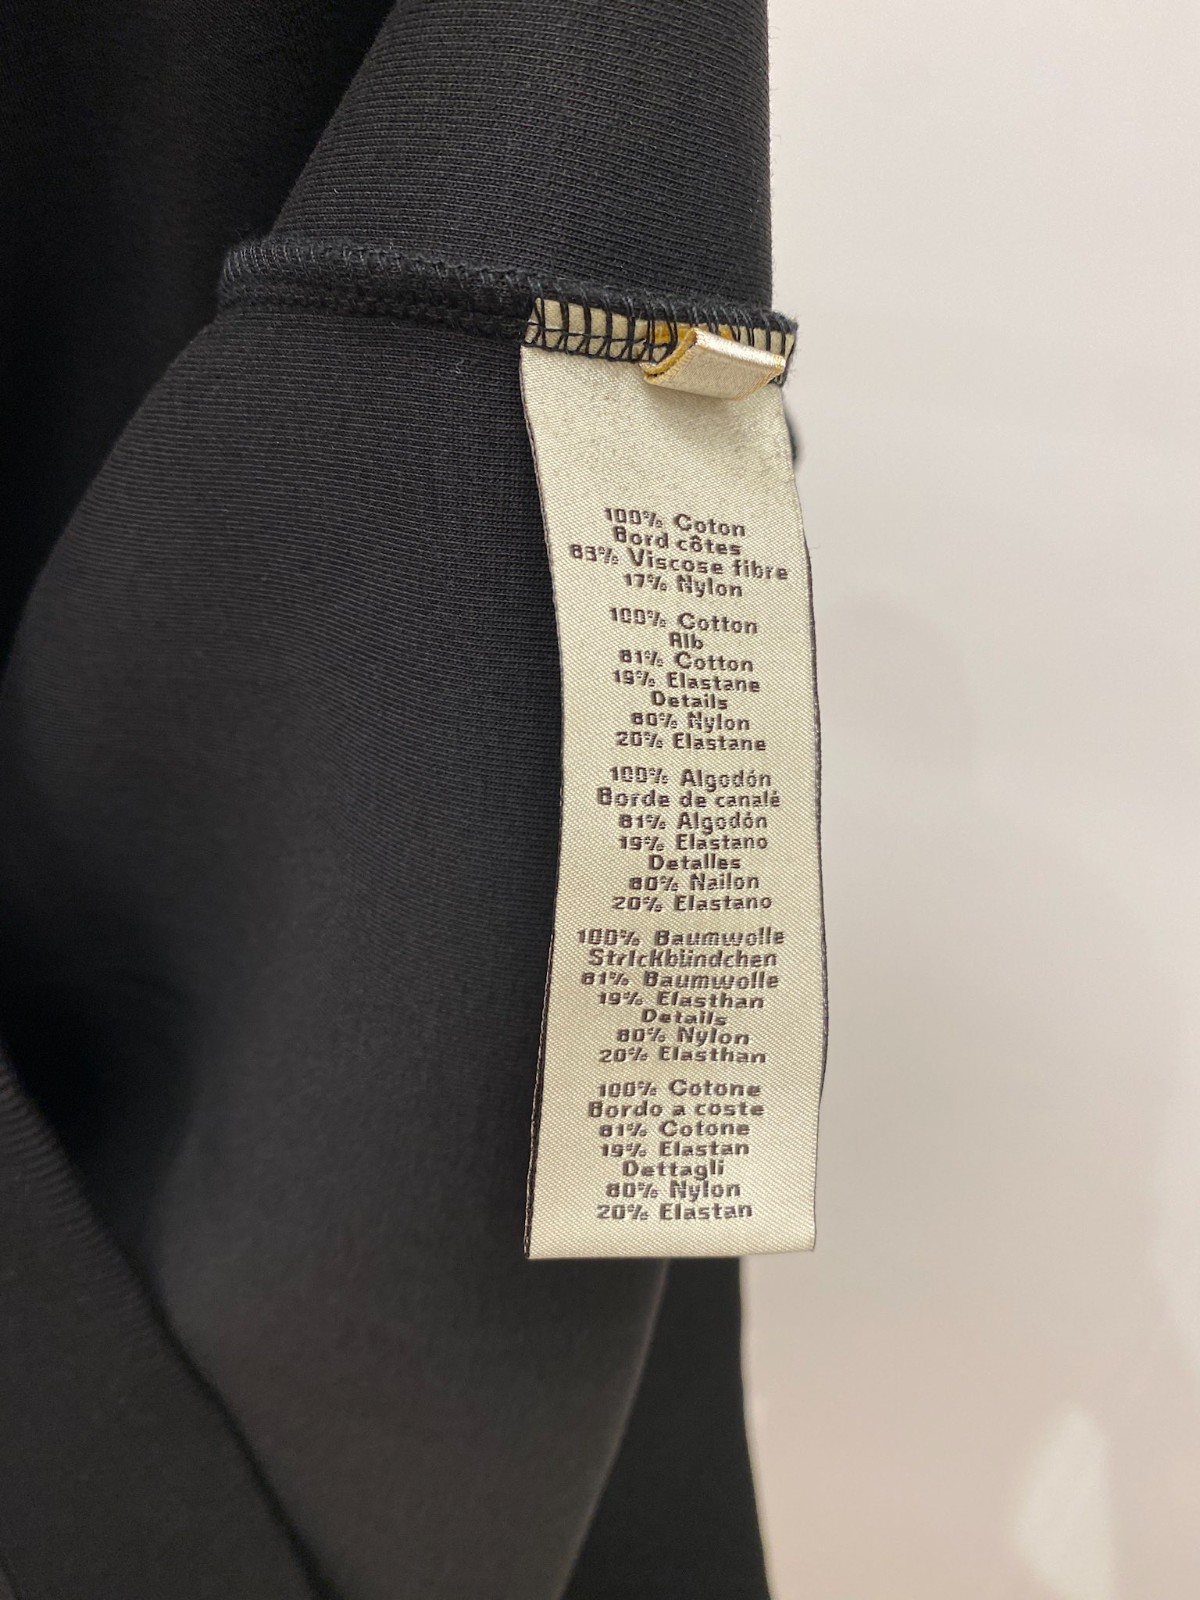 100% Coton
Bord côtes
83% Viscose fibre
17% Nylon
100% Cotton
Rib
81% Cotton
19% Elastane
Details
80% Nylon
20% Elastane
100% Algodón
Borde de canalé
81% Algodón
19% Elastano
Detalles
80% Nailon
20% Elastano
100% Baumwolle
Strickbündchen
81% Baumwolle
19% Elasthan
Details
80% Nylon
20% Elasthan
100% Cotone
Bordo a coste
81% Cotone
19% Elastan
Dettagli
80% Nylon
20% Elastan